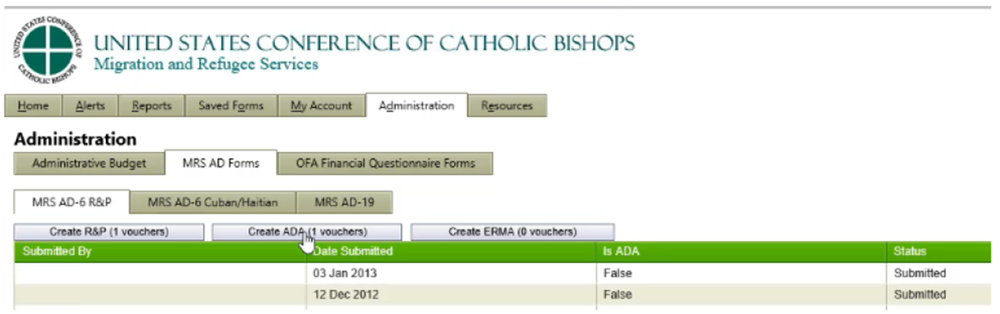 UNITED STATES CONFERENCE OF CATHOLIC BISHOPS
UNITED STATES CONFERENCE OF CATHOLIC BISHOPS
Migration and Refugee Services
Home Alerts Reports Saved Forms My Account Administration Resources
Administration
Administrative Budget MRS AD Forms OFA Financial Questionnaire Forms
MRS AD-6 R&P MRS AD-6 Cuban/Haitian MRS AD-19
Create R&P (1 vouchers) Create ADA (1 vouchers) Create ERMA (0 vouchers)
Submitted By Date Submitted Is ADA Status
03 Jan 2013 False Submitted
12 Dec 2012 False Submitted